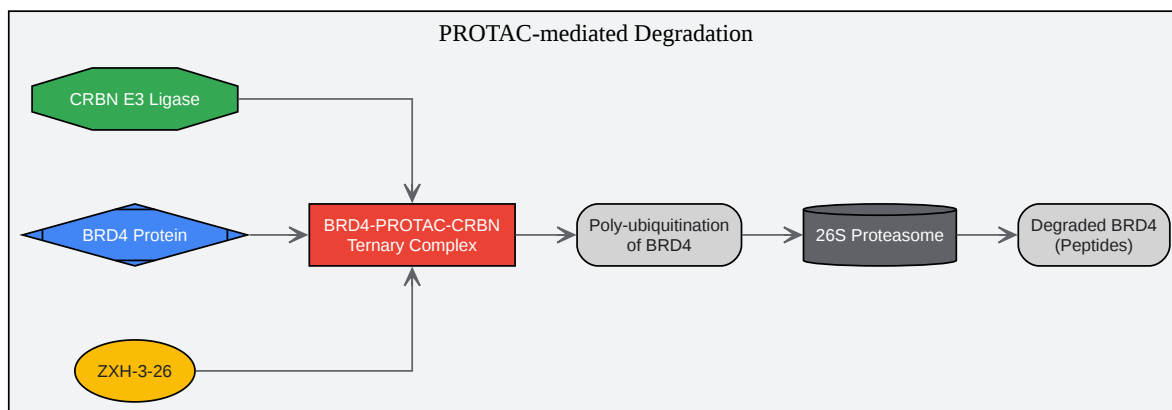 PROTAC-mediated Degradation
CRBN E3 Ligase
BRD4 Protein
ZXH-3-26
BRD4-PROTAC-CRBN
Ternary Complex
Poly-ubiquitination
of BRD4
26S Proteasome
Degraded BRD4
(Peptides)